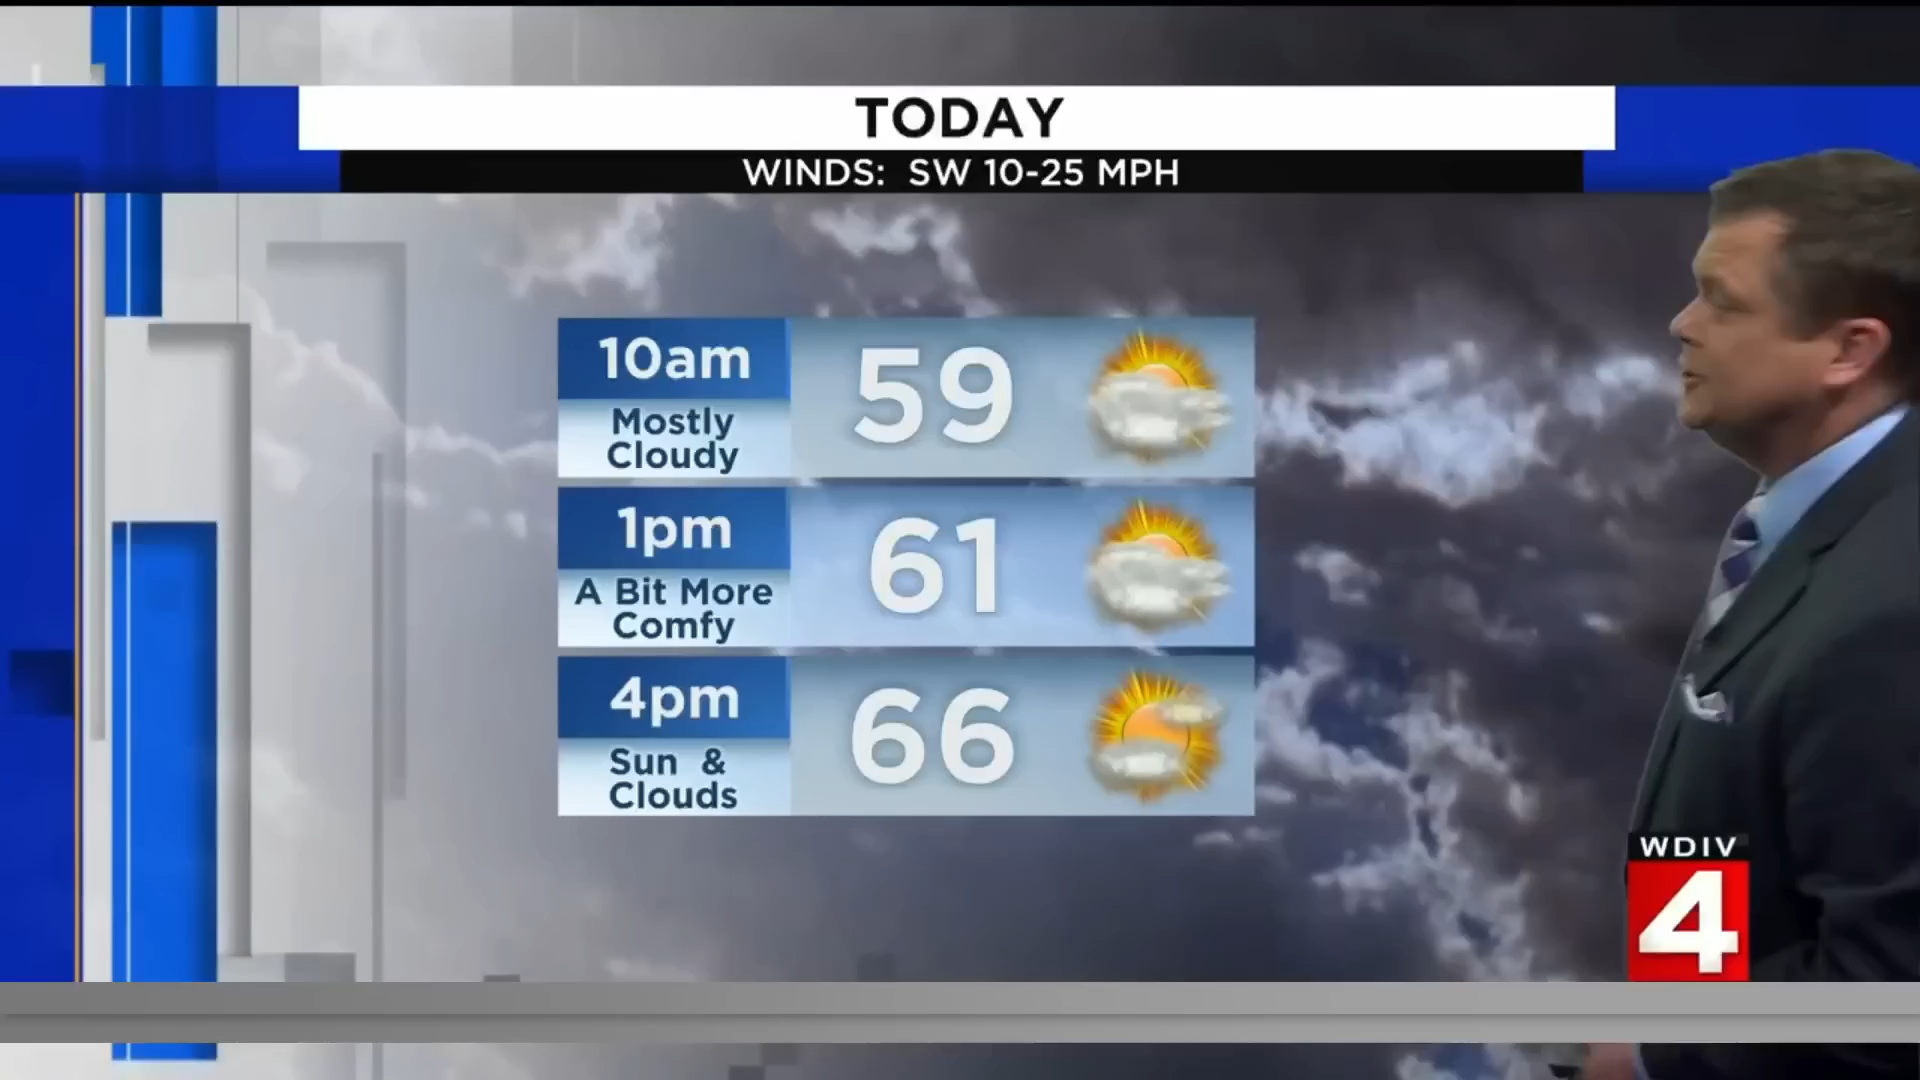 TODAY
WINDS: SW 10-25 MPH
10am
59
Mostly
Cloudy
1pm
61
A Bit More
Comfy
4pm
66
Sun & 
Clouds
WDIV
4